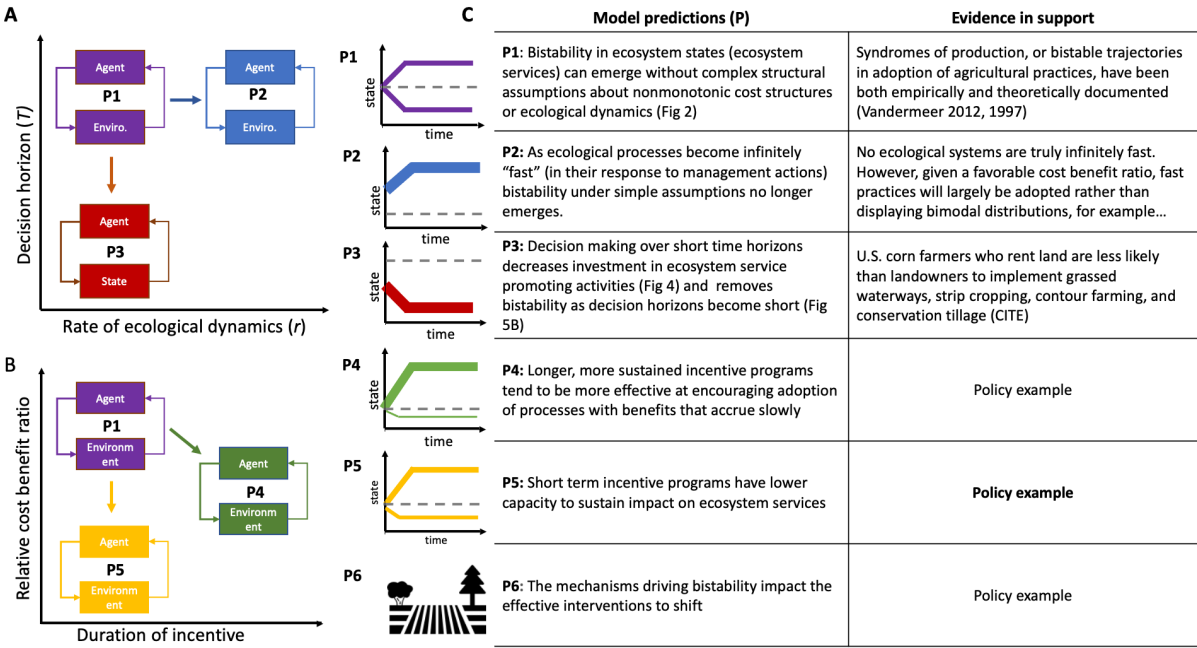 A
Decision horizon (T)
Agent
P1
Enviro.
Agent
P2
Enviro.
Agent
P3
State
Rate of ecological dynamics (r)
B
Relative cost benefit ratio
Agent
P1
Environm
ent
Agent
P4
Environm
ent
Agent
P5
Environm
ent
Duration of incentive
P1
state
time
P2
state
time
P3
state
time
P4
state
time
P5
state
time
P6
C
Model predictions (P)
Evidence in support
P1: Bistability in ecosystem states (ecosystem
services) can emerge without complex structural
assumptions about nonmonotonic cost structures
or ecological dynamics (Fig 2)
Syndromes of production, or bistable trajectories
in adoption of agricultural practices, have been
both empirically and theoretically documented
(Vandermeer 2012, 1997)
P2: As ecological processes become infinitely
“fast” (in their response to management actions)
bistability under simple assumptions no longer
emerges.
No ecological systems are truly infinitely fast.
However, given a favorable cost benefit ratio, fast
practices will largely be adopted rather than
displaying bimodal distributions, for example…
P3: Decision making over short time horizons
decreases investment in ecosystem service
promoting activities (Fig 4) and  removes
bistability as decision horizons become short (Fig
5B)
U.S. corn farmers who rent land are less likely
than landowners to implement grassed
waterways, strip cropping, contour farming, and
conservation tillage (CITE)
P4: Longer, more sustained incentive programs
tend to be more effective at encouraging adoption
of processes with benefits that accrue slowly
Policy example
P5: Short term incentive programs have lower
capacity to sustain impact on ecosystem services
Policy example
P6: The mechanisms driving bistability impact the
effective interventions to shift
Policy example